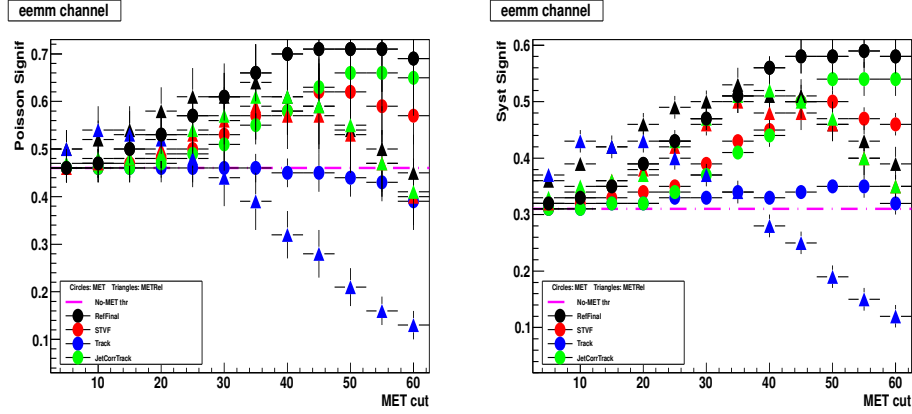 eemm channel
Poisson Signif
0.7
0.6
0.5
0.4
0.3
0.2
0.1
Circles: MET Triangles: METRel
No-MET thr
RefFinal
STVF
Track
JetCorrTrack
10 20 30 40 50 60
MET cut
eemm channel
Syst Signif
0.6
0.5
0.4
0.3
0.2
0.1
Circles: MET Triangles: METRel
No-MET thr
RefFinal
STVF
Track
JetCorrTrack
10 20 30 40 50 60
MET cut